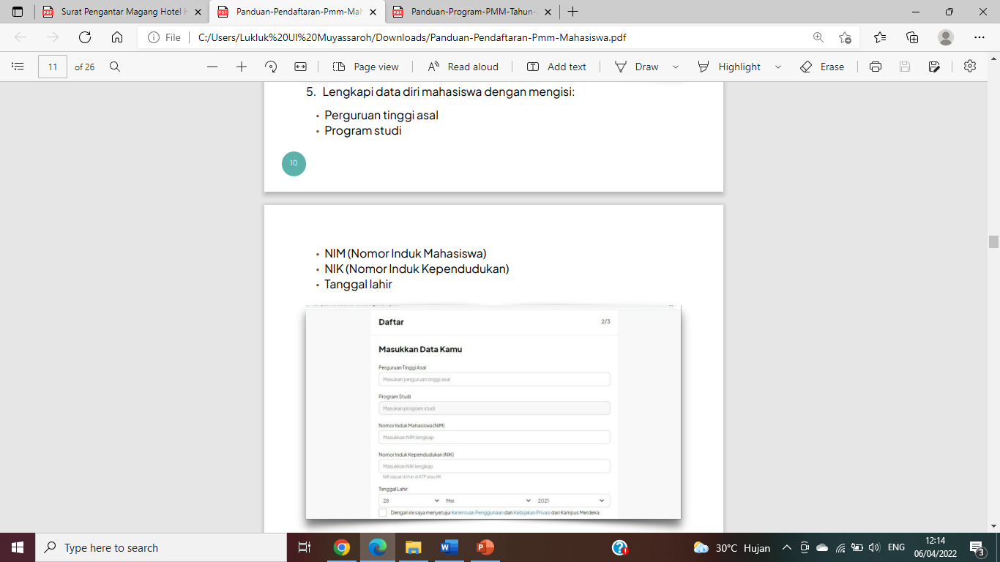 Surat Pengantar Magang Hotel H
Panduan-Pendaftaran-Pmm-Mah
Panduan-Program-PMM-Tahun-
File
C:/Users/Lukluk%20Ul%20Muyassaroh/Downloads/Panduan-Pendaftaran-Pmm-Mahasiswa.pdf
11 of 26
Page view
Read aloud
Add text
Draw
Highlight
Erase
5. Lengkapi data diri mahasiswa dengan mengisi:
• Perguruan tinggi asal
• Program studi
10
• NIM (Nomor Induk Mahasiswa)
• NIK (Nomor Induk Kependudukan)
• Tanggal lahir
Daftar 2/3
Masukkan Data Kamu
Perguruan Tinggi Asal
Masukan perguruan tinggi asal
Program Studi
Masukan program studi
Nomor Induk Mahasiswa (NIM)
Masukkan NIM lengkap
Nomor Induk Kependudukan (NIK)
Masukkan NIK lengkap
NIK dapat dilihat di KTP atau KK
Tanggal Lahir
28 Mei 2021
Dengan ini saya menyetujui Ketentuan Penggunaan dan Kebijakan Privasi dari Kampus Merdeka
Type here to search
30°C Hujan
ENG
12:14
06/04/2022
3